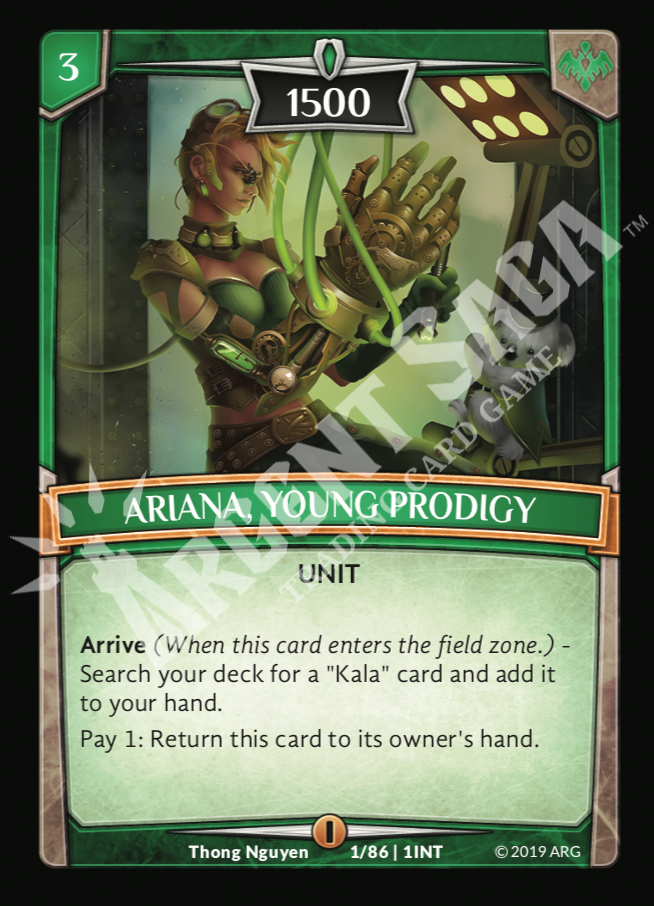 3
1500
ARIANA, YOUNG PRODIGY
UNIT
Arrive (When this card enters the field zone.) -
Search your deck for a "Kala" card and add it
to your hand.
Pay 1: Return this card to its owner's hand.
I
Thong Nguyen 1/86 | 1INT © 2019 ARG
ARGENT SAGA ™
TRADING CARD GAME